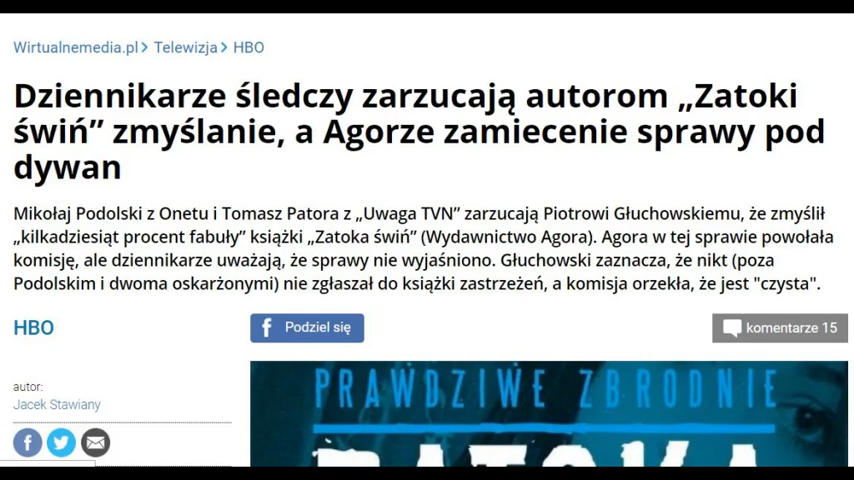 Wirtualnemedia.pl> Telewizja> HBO
Dziennikarze śledczy zarzucają autorom „Zatoki
świń” zmyślanie, a Agorze zamiecenie sprawy pod
dywan
Mikołaj Podolski z Onetu i Tomasz Patora z „Uwaga TVN” zarzucają Piotrowi Głuchowskiemu, że zmyślił
„kilkadziesiąt procent fabuły” książki „Zatoka świń” (Wydawnictwo Agora). Agora w tej sprawie powołała
komisję, ale dziennikarze uważają, że sprawy nie wyjaśniono. Głuchowski zaznacza, że nikt (poza
Podolskim i dwoma oskarżonymi) nie zgłaszał do książki zastrzeżeń, a komisja orzekła, że jest "czysta".
HBO
f Podziel się
komentarze 15
autor:
Jacek Stawiany
PRAWDZIWE ZBRODNIE
ZATOKA